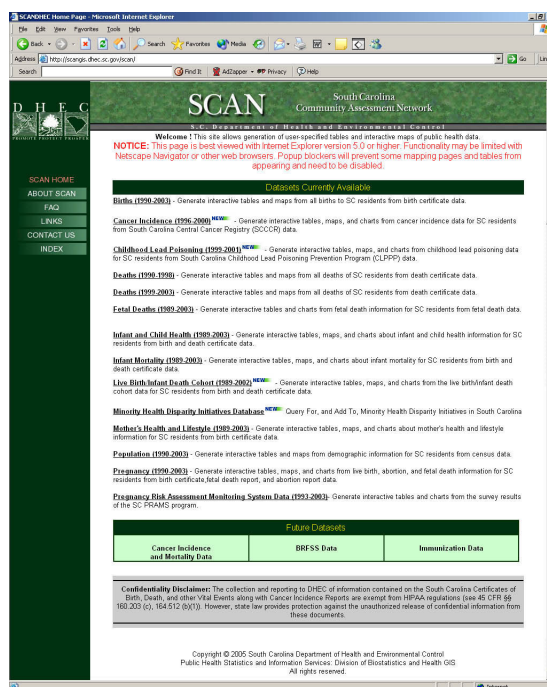 SCANDHEC Home Page - Microsoft Internet Explorer
File Edit View Favorites Tools Help
Back Search Favorites Media
Address http://scangis.dhec.sc.gov/scan/ Go Lin
Search Find It AdZapper Privacy Help
D H E C
PROMOTE PROTECT PROSPER
SCAN South Carolina
Community Assessment Network
S.C. Department of Health and Environmental Control
Welcome ! This site allows generation of user-specified tables and interactive maps of public health data.
NOTICE: This page is best viewed with Internet Explorer version 5.0 or higher. Functionality may be limited with
Netscape Navigator or other web browsers. Popup blockers will prevent some mapping pages and tables from
appearing and need to be disabled.
SCAN HOME
ABOUT SCAN
FAQ
LINKS
CONTACT US
INDEX
Datasets Currently Available
Births (1990-2003) - Generate interactive tables and maps from all births to SC residents from birth certificate data.
Cancer Incidence (1996-2000) NEW - Generate interactive tables, maps, and charts from cancer incidence data for SC residents
from South Carolina Central Cancer Registry (SCCCR) data.
Childhood Lead Poisoning (1999-2001) NEW - Generate interactive tables, maps, and charts from childhood lead poisoning data
for SC residents from South Carolina Childhood Lead Poisoning Prevention Program (CLPPP) data.
Deaths (1990-1998) - Generate interactive tables and maps from all deaths of SC residents from death certificate data.
Deaths (1999-2003) - Generate interactive tables and maps from all deaths of SC residents from death certificate data.
Fetal Deaths (1989-2003) - Generate interactive tables and charts from fetal death information for SC residents from fetal death data.
Infant and Child Health (1989-2003) - Generate interactive tables, maps, and charts about infant and child health information for SC
residents from birth and death certificate data.
Infant Mortality (1989-2003) - Generate interactive tables, maps, and charts about infant mortality for SC residents from birth and
death certificate data.
Live Birth/Infant Death Cohort (1989-2002) NEW - Generate interactive tables, maps, and charts from the live birth/infant death
cohort data for SC residents from birth and death certificate data.
Minority Health Disparity Initiatives Database NEW Query For, and Add To, Minority Health Disparity Initiatives in South Carolina
Mother's Health and Lifestyle (1989-2003) - Generate interactive tables, maps, and charts about mother's health and lifestyle
information for SC residents from birth certificate data.
Population (1990-2003) - Generate interactive tables and maps from demographic information for SC residents from census data.
Pregnancy (1990-2003) - Generate interactive tables, maps, and charts from live birth, abortion, and fetal death information for SC
residents from birth certificate,fetal death report, and abortion report data.
Pregnancy Risk Assessment Monitoring System Data (1993-2003)- Generate interactive tables and charts from the survey results
of the SC PRAMS program.
Future Datasets
Cancer Incidence BRFSS Data Immunization Data
and Mortality Data
Confidentiality Disclaimer: The collection and reporting to DHEC of information contained on the South Carolina Certificates of
Birth, Death, and other Vital Events along with Cancer Incidence Reports are exempt from HIPAA regulations (see 45 CFR §§
160.203 (c), 164.512 (b)(1)). However, state law provides protection against the unauthorized release of confidential information from
these documents.
Copyright © 2005 South Carolina Department of Health and Environmental Control
Public Health Statistics and Information Services: Division of Biostatistics and Health GIS
All rights reserved.
Internet